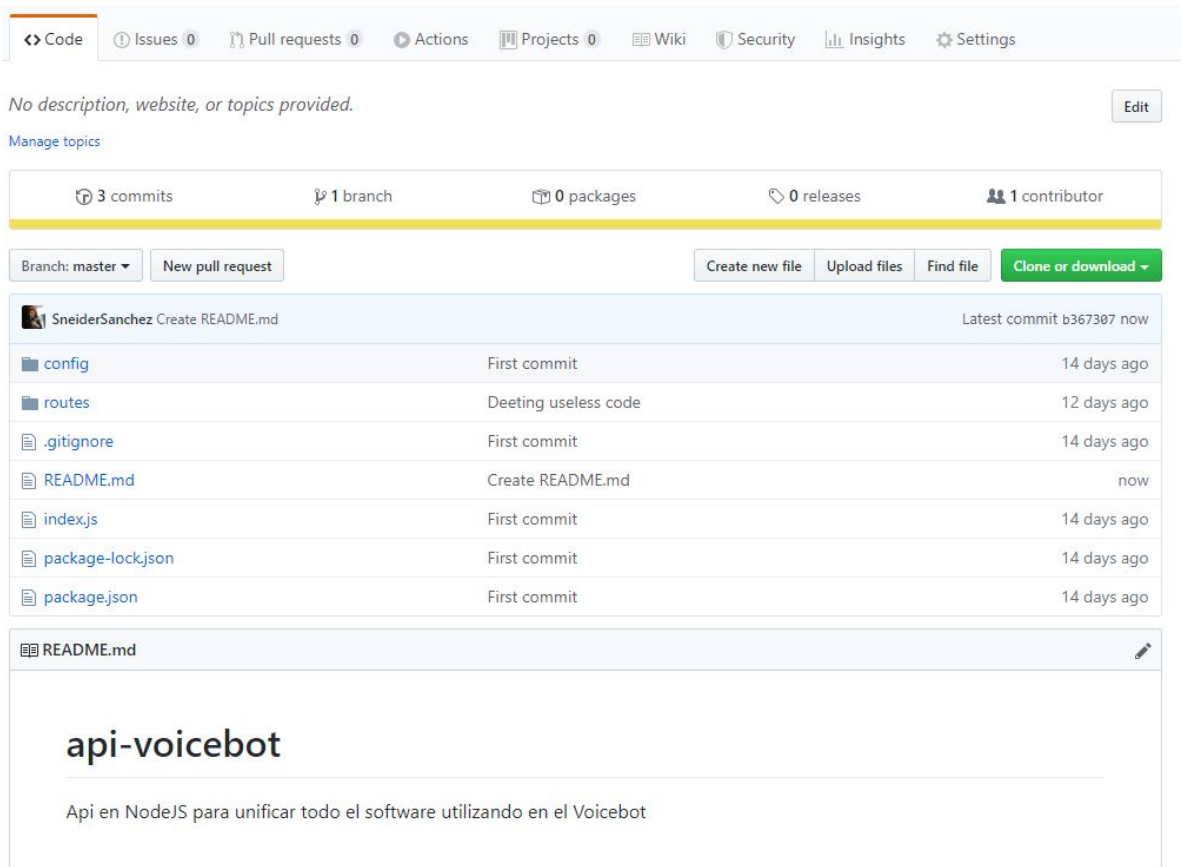 Code Issues 0 Pull requests 0 Actions Projects 0 Wiki Security Insights Settings
No description, website, or topics provided. Edit
Manage topics
3 commits 1 branch 0 packages 0 releases 1 contributor
Branch: master New pull request Create new file Upload files Find file Clone or download
SneiderSanchez Create README.md Latest commit b367307 now
config First commit 14 days ago
routes Deeting useless code 12 days ago
.gitignore First commit 14 days ago
README.md Create README.md now
index.js First commit 14 days ago
package-lock.json First commit 14 days ago
package.json First commit 14 days ago
README.md
api-voicebot
Api en NodeJS para unificar todo el software utilizando en el Voicebot